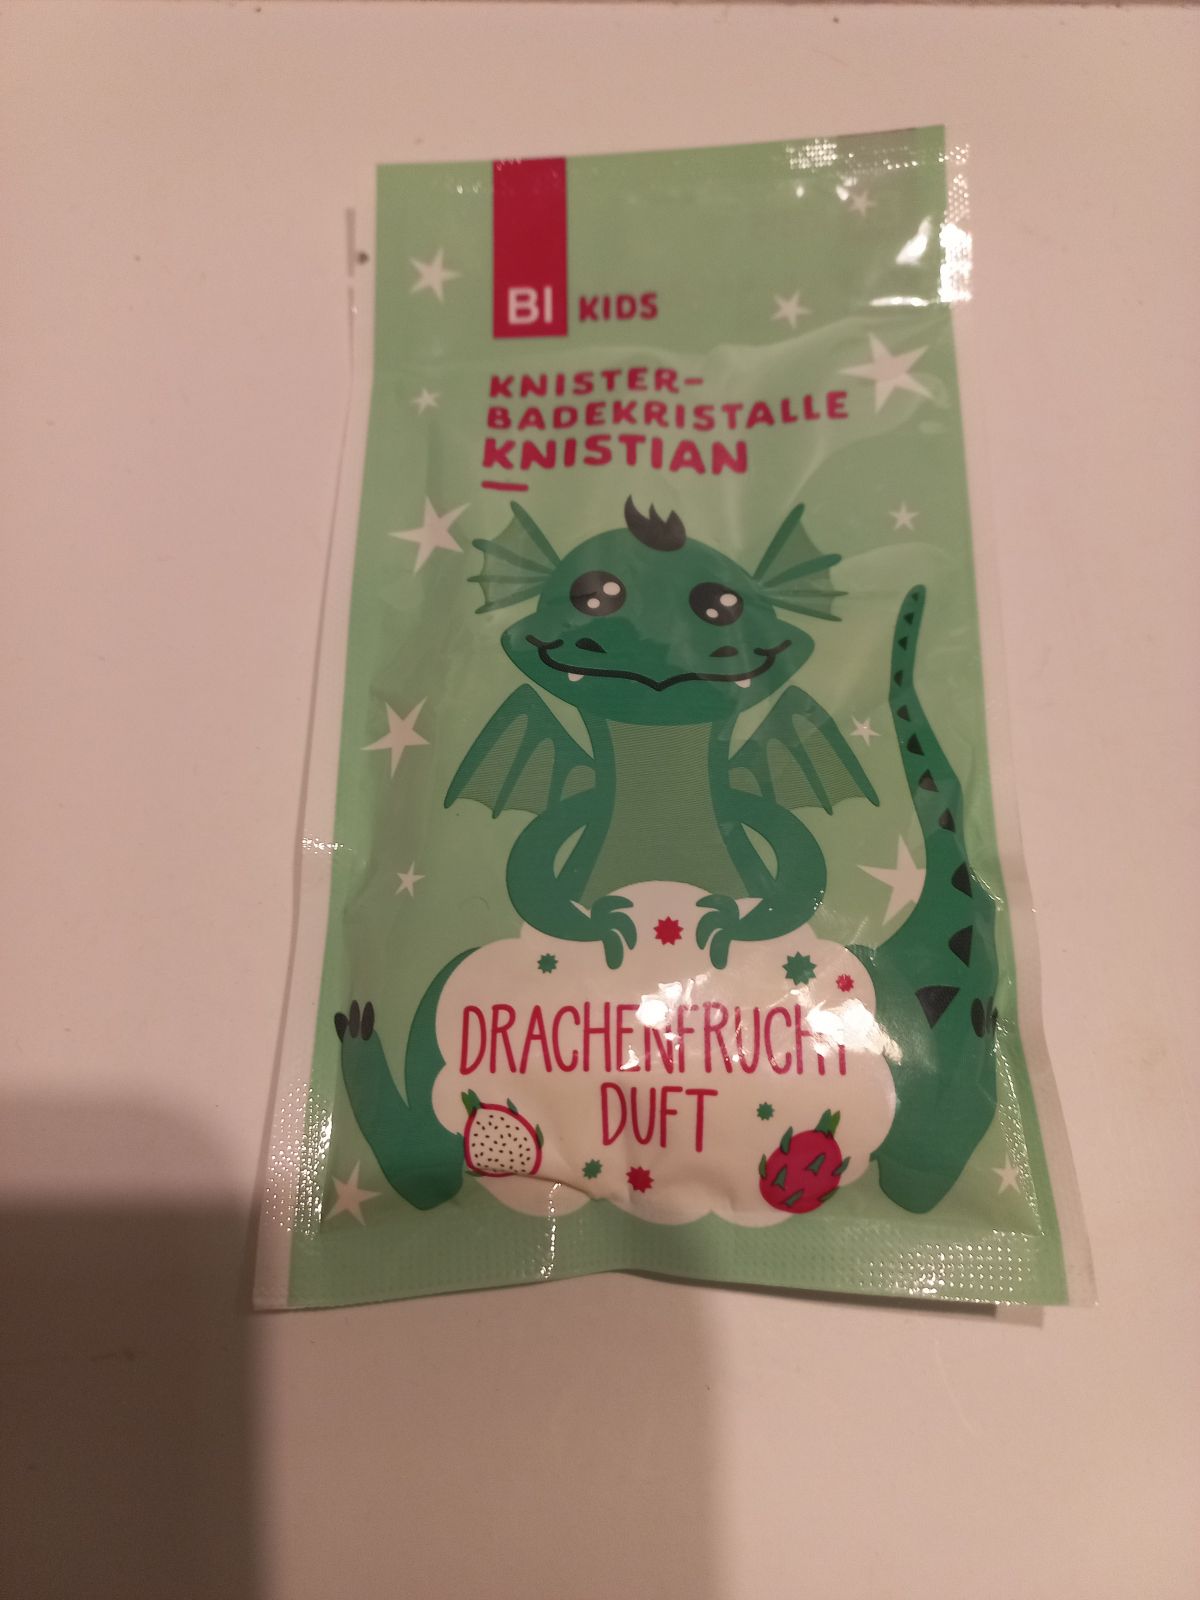 BI KIDS
KNISTER-
BADEKRISTALLE
KNISTIAN
DRACHENFRUCHT
DUFT